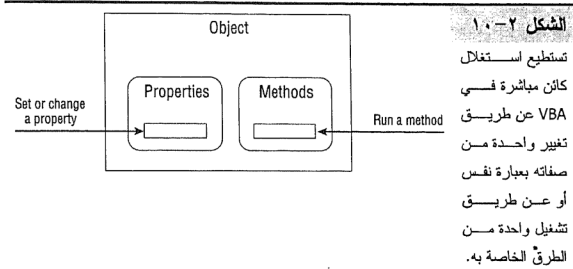 الشكل ٢-١٠
تستطيع استغلال
كائن مباشرة في
VBA عن طريق
تغيير واحدة من
صفاته بعبارة نفس
أو عن طريق
تشغيل واحدة من
الطرق الخاصة به.
Object
Properties
Methods
Set or change
a property
Run a method